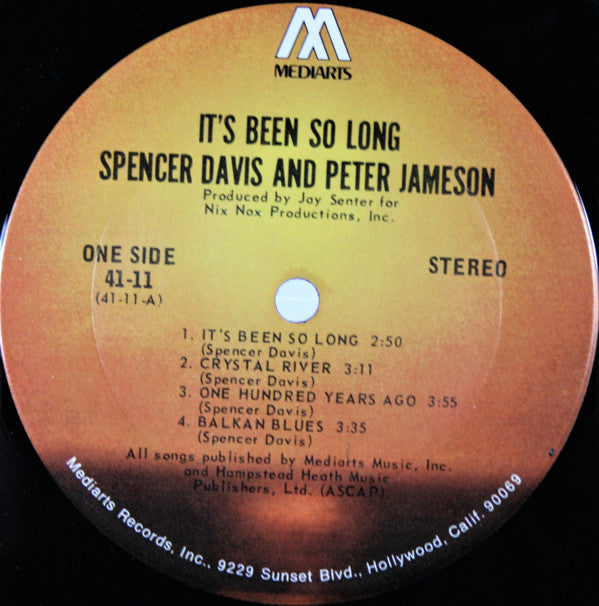 MEDIARTS
IT'S BEEN SO LONG
SPENCER DAVIS AND PETER JAMESON
Produced by Jay Senter for
Nix Nox Productions, Inc.
ONE SIDE
41-11
(41-11-A)
STEREO
1. IT'S BEEN SO LONG 2:50
(Spencer Davis)
2. CRYSTAL RIVER 3:11
(Spencer Davis)
3. ONE HUNDRED YEARS AGO 3:55
(Spencer Davis)
4. BALKAN BLUES 3:35
(Spencer Davis)
All songs published by Mediarts Music, Inc.
and Hampstead Heath Music
Publishers, Ltd. (ASCAP)
Mediarts Records, Inc., 9229 Sunset Blvd., Hollywood, Calif. 90069